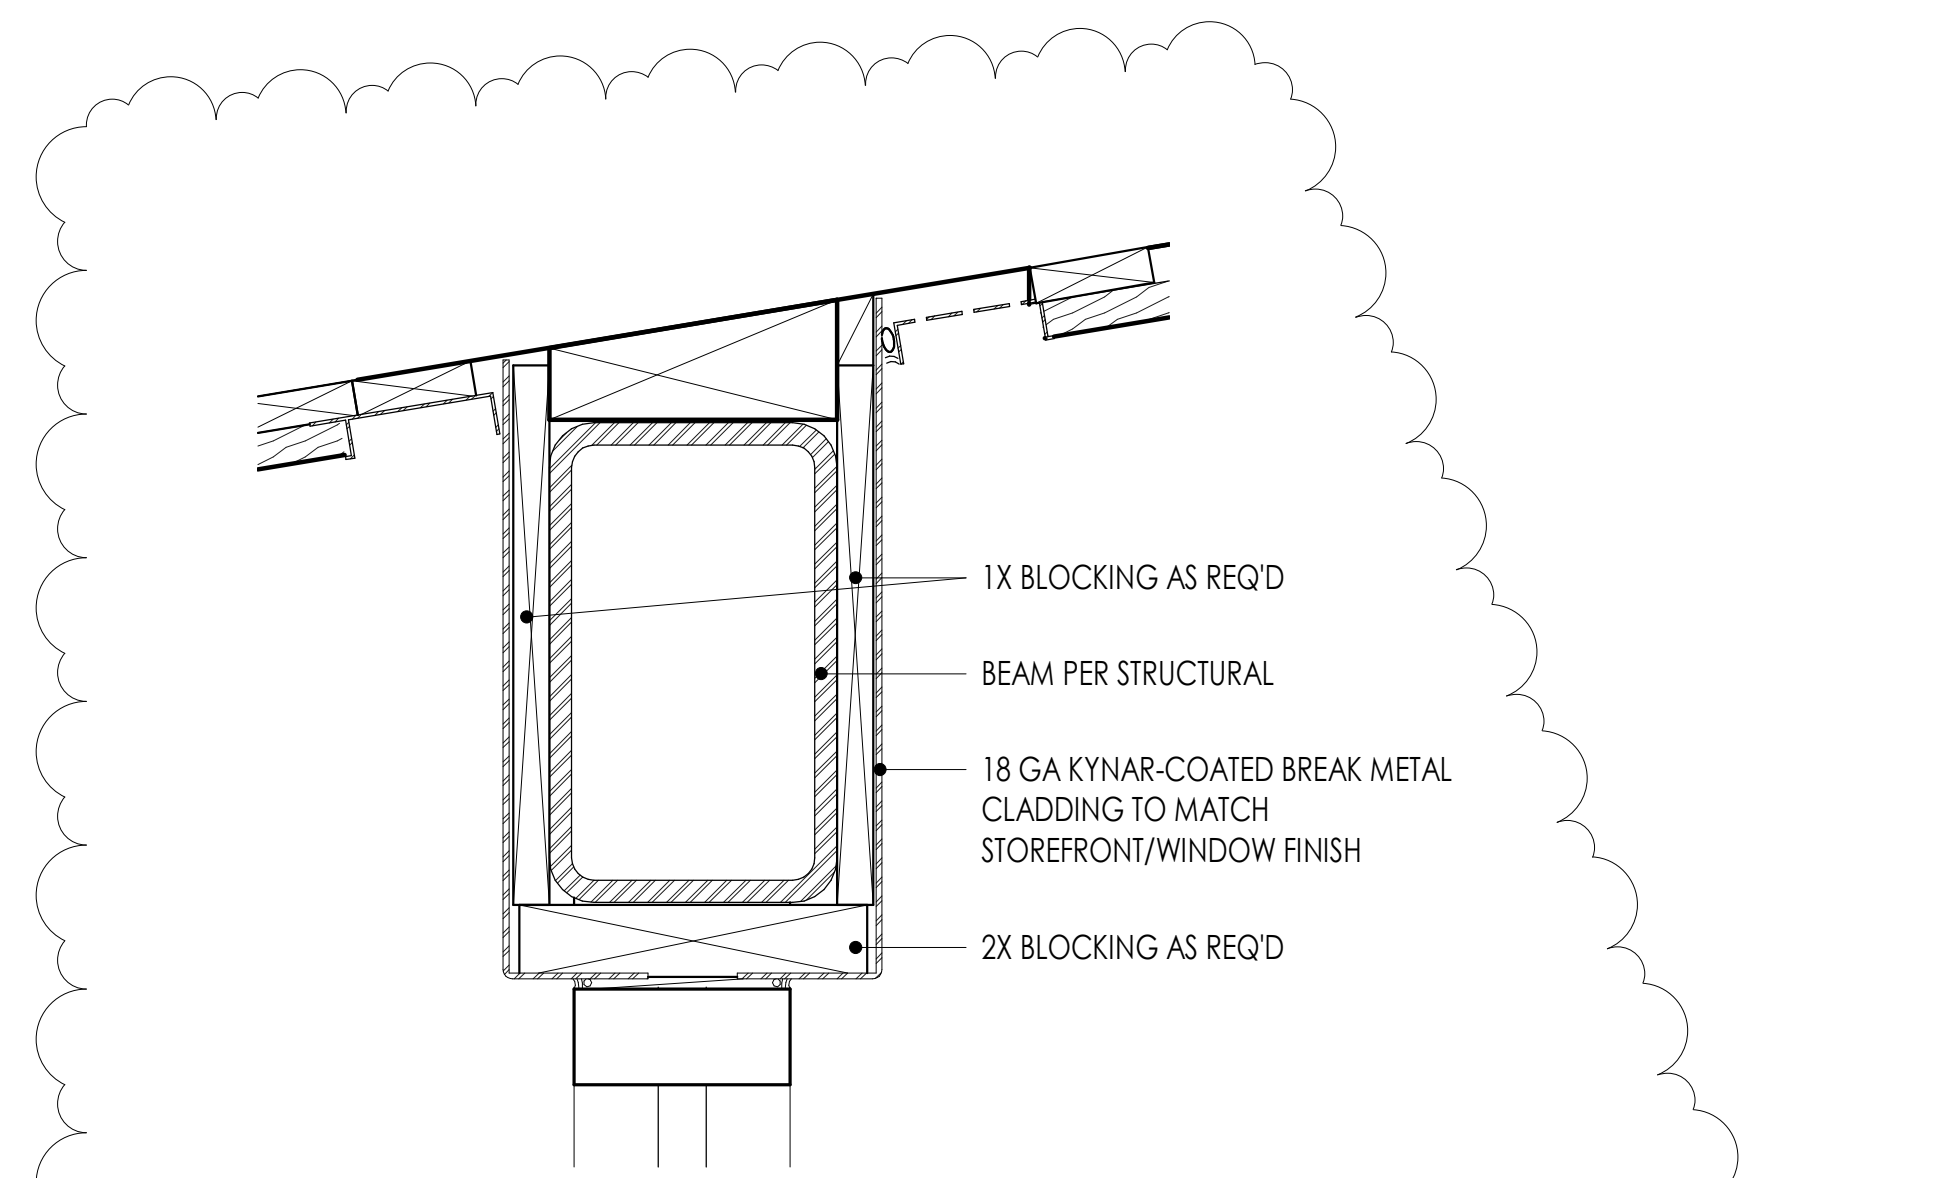 1X BLOCKING AS REQ'D
BEAM PER STRUCTURAL
18 GA KYNAR-COATED BREAK METAL
CLADDING TO MATCH
STOREFRONT/WINDOW FINISH
2X BLOCKING AS REQ'D